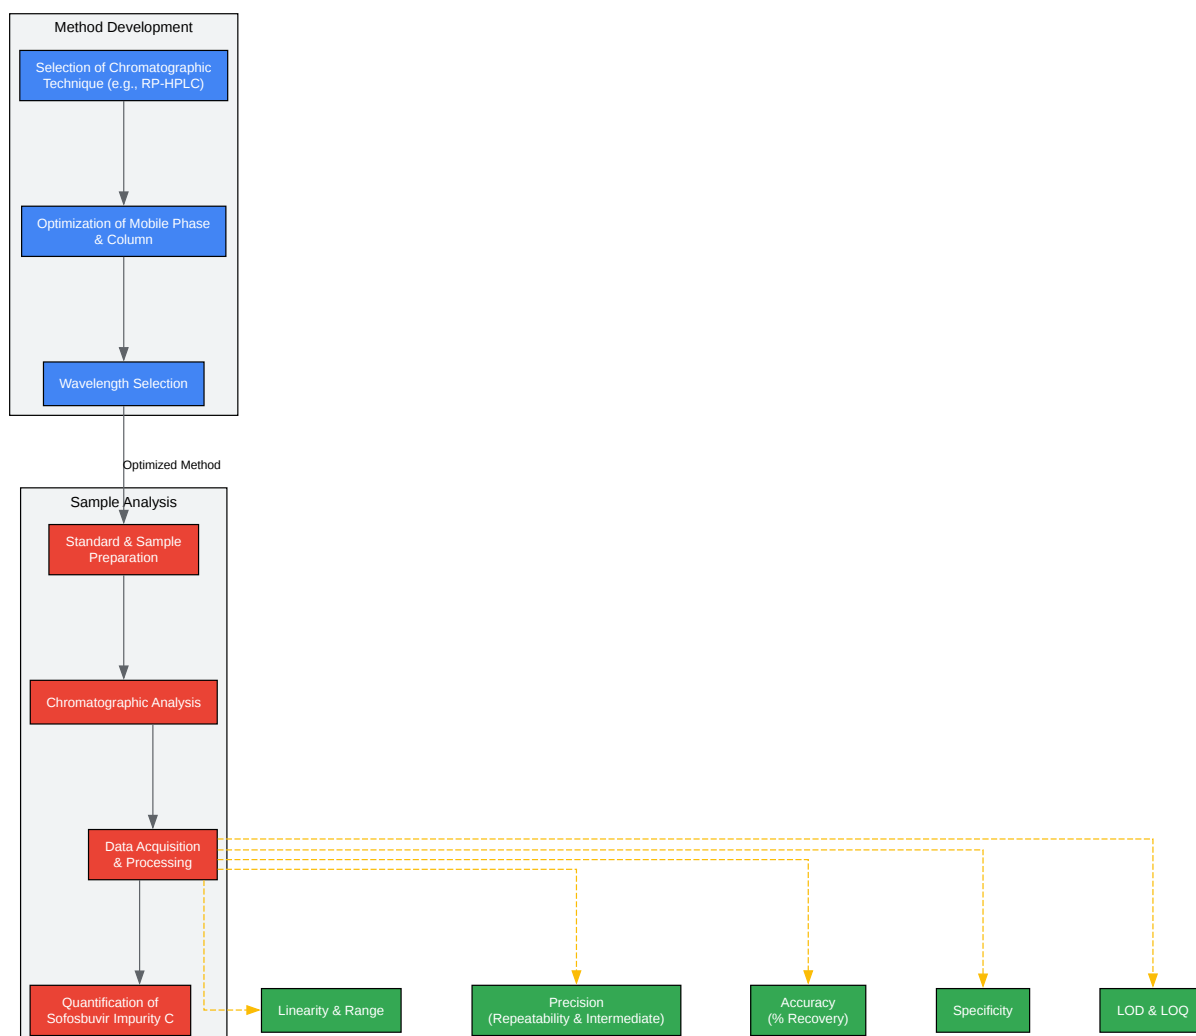 Method Development
Selection of Chromatographic
Technique (e.g., RP-HPLC)
Optimization of Mobile Phase
& Column
Wavelength Selection
Optimized Method
Sample Analysis
Standard & Sample
Preparation
Chromatographic Analysis
Data Acquisition
& Processing
Quantification of
Sofosbuvir Impurity C
Linearity & Range
Precision
(Repeatability & Intermediate)
Accuracy
(% Recovery)
Specificity
LOD & LOQ